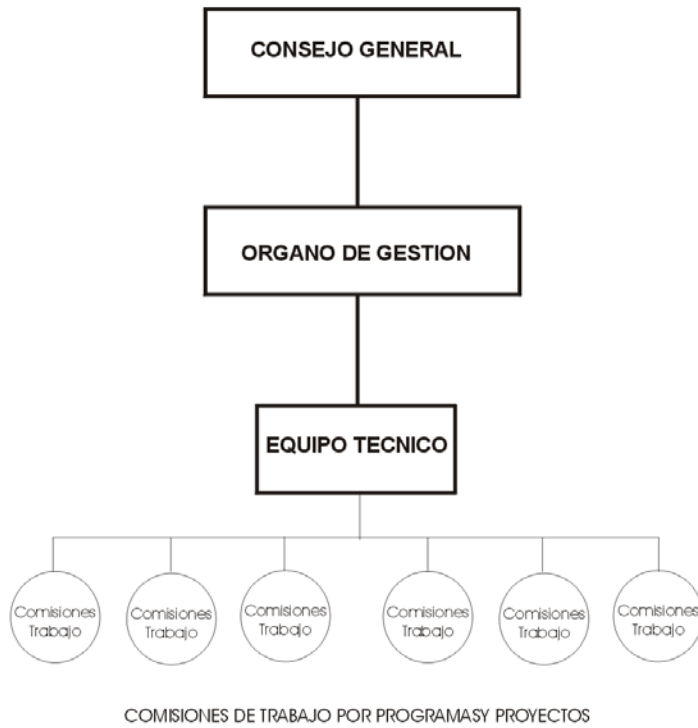 CONSEJO GENERAL
ORGANO DE GESTION
EQUIPO TECNICO
Comisiones
Trabajo
Comisiones
Trabajo
Comisiones
Trabajo
Comisiones
Trabajo
Comisiones
Trabajo
Comisiones
Trabajo
COMISIONES DE TRABAJO POR PROGRAMASY PROYECTOS